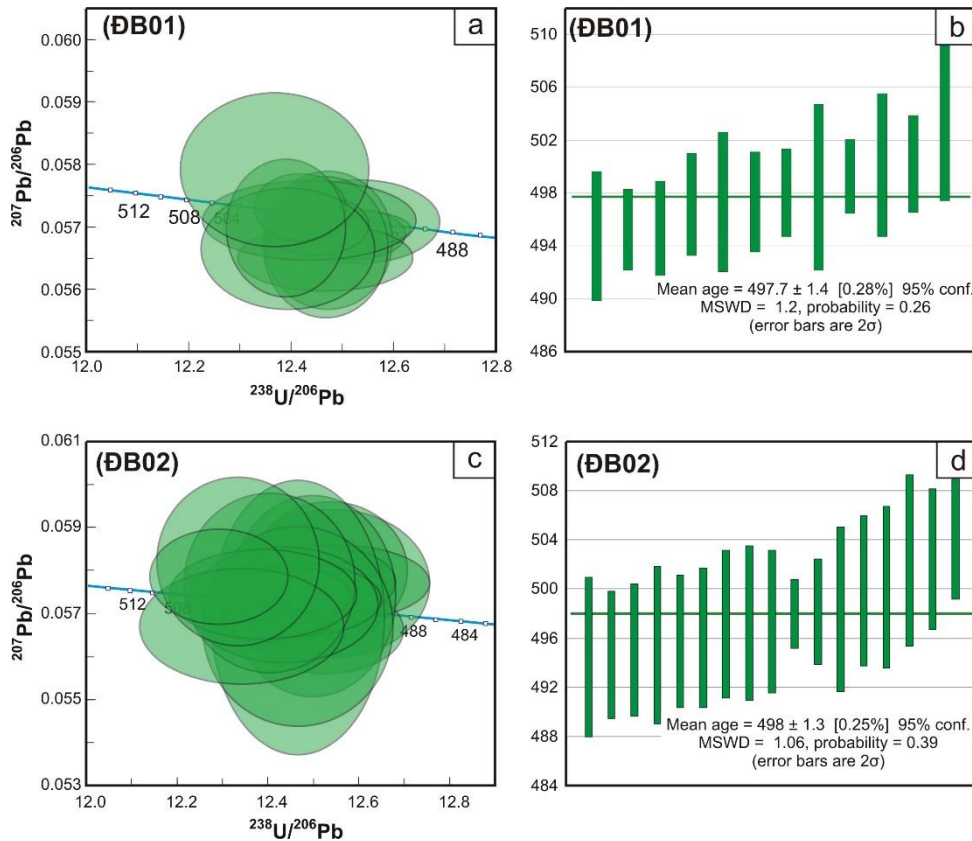 (ĐB01)
a
0.060
0.059
0.058
0.057
0.056
0.055
²⁰⁷Pb/²⁰⁶Pb
512
508
504
488
12.0
12.2
12.4
12.6
12.8
²³⁸U/²⁰⁶Pb
(ĐB01)
b
510
506
502
498
494
490
486
Mean age = 497.7 ± 1.4 [0.28%] 95% conf.
MSWD = 1.2, probability = 0.26
(error bars are 2σ)
(ĐB02)
c
0.061
0.059
0.057
0.055
0.053
²⁰⁷Pb/²⁰⁶Pb
512
488
484
12.0
12.2
12.4
12.6
12.8
²³⁸U/²⁰⁶Pb
(ĐB02)
d
512
508
504
500
496
492
488
484
Mean age = 498 ± 1.3 [0.25%] 95% conf.
MSWD = 1.06, probability = 0.39
(error bars are 2σ)